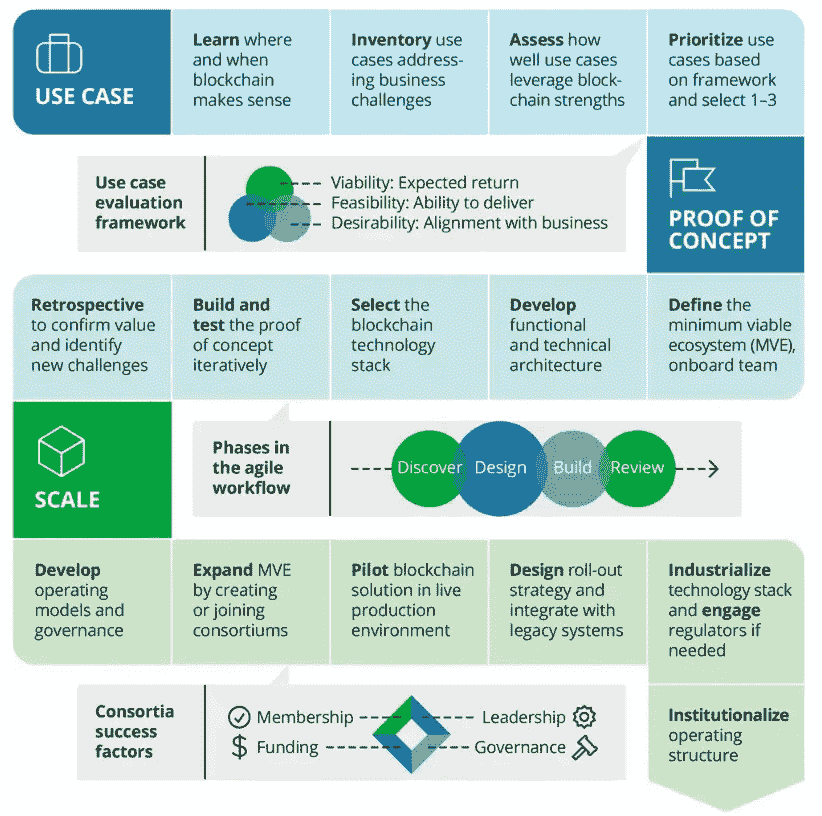 USE CASE
Learn where
and when
blockchain
makes sense
Inventory use
cases address-
ing business
challenges
Assess how
well use cases
leverage block-
chain strengths
Prioritize use
cases based
on framework
and select 1–3
Use case
evaluation
framework
Viability: Expected return
Feasibility: Ability to deliver
Desirability: Alignment with business
PROOF OF
CONCEPT
Retrospective
to confirm value
and identify
new challenges
Build and
test the proof
of concept
iteratively
Select the
blockchain
technology
stack
Develop
functional
and technical
architecture
Define the
minimum viable
ecosystem (MVE),
onboard team
SCALE
Phases in
the agile
workflow
Discover
Design
Build
Review
Develop
operating
models and
governance
Expand MVE
by creating
or joining
consortiums
Pilot blockchain
solution in live
production
environment
Design roll-out
strategy and
integrate with
legacy systems
Industrialize
technology stack
and engage
regulators if
needed
Consortia
success
factors
Membership
Funding
Leadership
Governance
Institutionalize
operating
structure